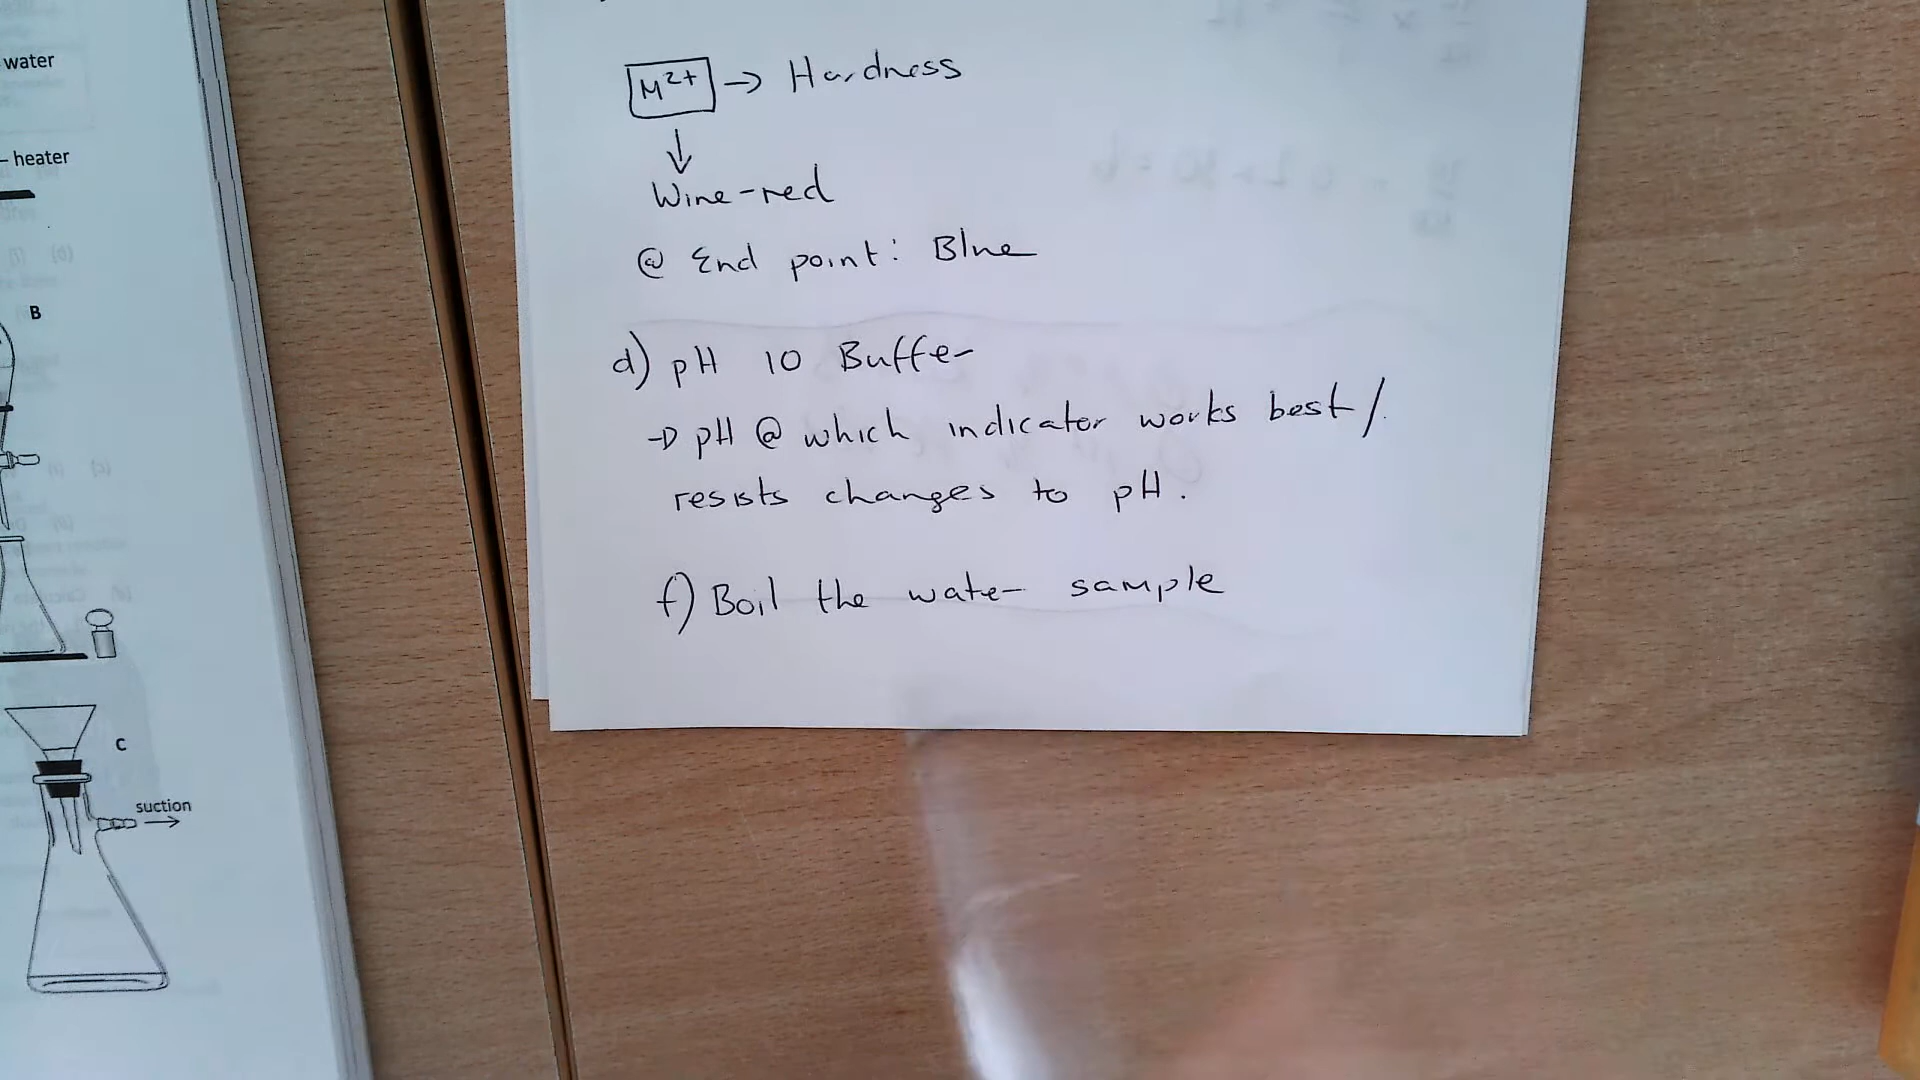 water
heater
B
C
suction
M²⁺ → Hardness
↓
Wine-red
@ End point: Blue
d) pH 10 Buffer
→ pH @ which indicator works best/
resists changes to pH.
f) Boil the water sample